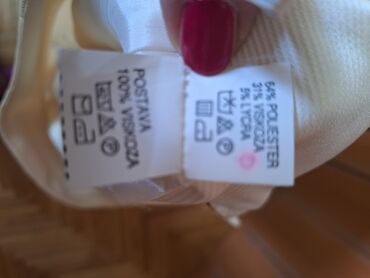 POSTAVA
100% VISKOZA
64% POLIESTER
31% VISKOZA
5% LYCRA